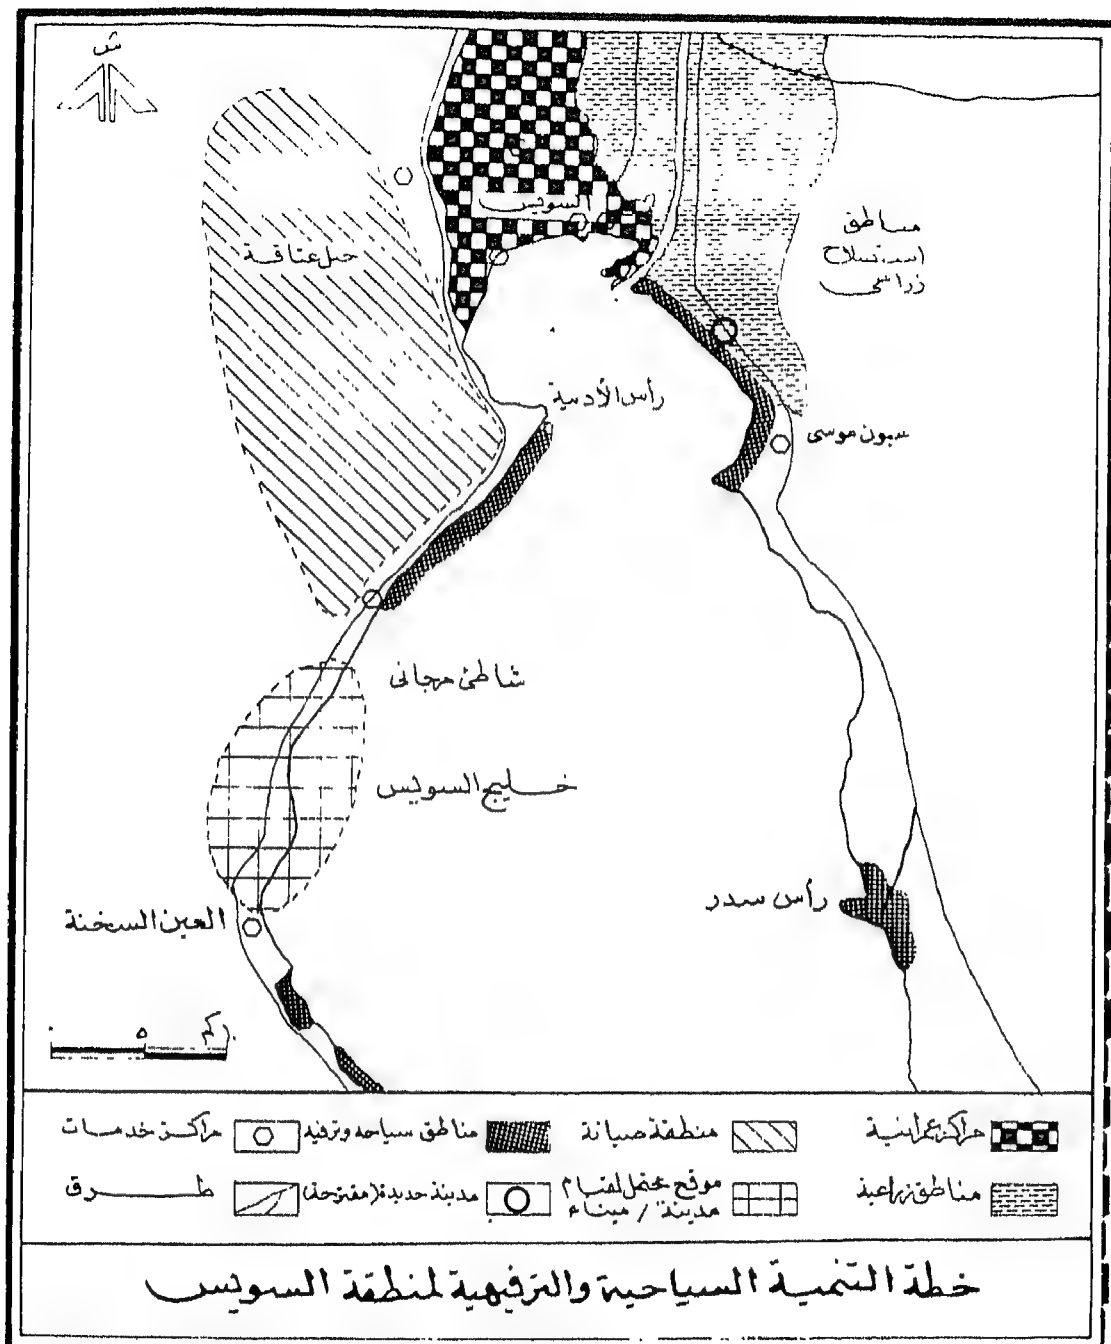 ش
السويس
جبل عتاقة
مناطق
استصلاح
زراعي
رأس الأدبية
عيون موسى
شاطئ مرجانى
خليج السويس
رأس سدر
العين السخنة
٥
كم
مراكز عمرانية
منطقة صيانة
مناطق سياحه وترفيه
مراكز خدمات
مناطق زراعية
موقع محتمل لقيام
مدينة / ميناء
مدينة جديدة (مقترحة)
طرق
خطة التنمية السياحية والترفيهية لمنطقة السويس